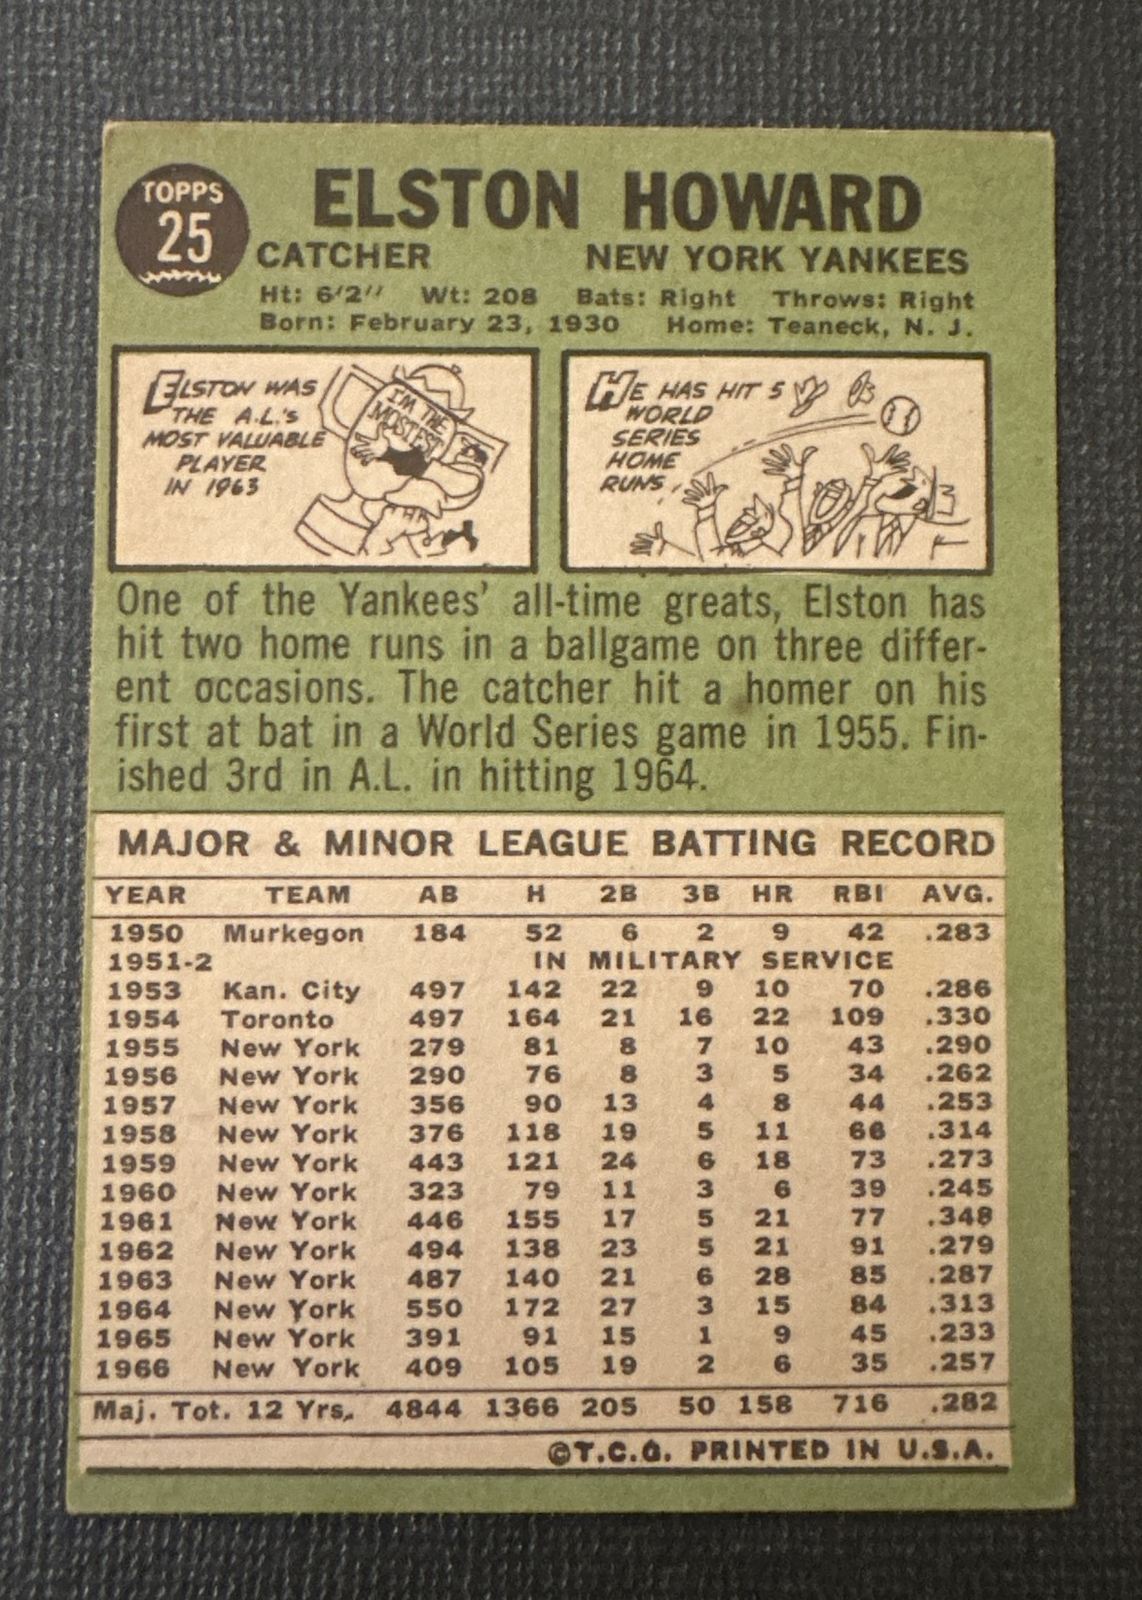 TOPPS
25
ELSTON HOWARD
CATCHER NEW YORK YANKEES
Ht: 6'2" Wt: 208 Bats: Right Throws: Right
Born: February 23, 1930 Home: Teaneck, N. J.
ELSTON WAS
THE A.L.'s
MOST VALUABLE
PLAYER
IN 1963
I'M THE
MOSTEST
HE HAS HIT 5
WORLD
SERIES
HOME
RUNS.
One of the Yankees' all-time greats, Elston has
hit two home runs in a ballgame on three differ-
ent occasions. The catcher hit a homer on his
first at bat in a World Series game in 1955. Fin-
ished 3rd in A.L. in hitting 1964.
MAJOR & MINOR LEAGUE BATTING RECORD
YEAR TEAM AB H 2B 3B HR RBI AVG.
1950 Murkegon 184 52 6 2 9 42 .283
1951-2 IN MILITARY SERVICE
1953 Kan. City 497 142 22 9 10 70 .286
1954 Toronto 497 164 21 16 22 109 .330
1955 New York 279 81 8 7 10 43 .290
1956 New York 290 76 8 3 5 34 .262
1957 New York 356 90 13 4 8 44 .253
1958 New York 376 118 19 5 11 66 .314
1959 New York 443 121 24 6 18 73 .273
1960 New York 323 79 11 3 6 39 .245
1961 New York 446 155 17 5 21 77 .348
1962 New York 494 138 23 5 21 91 .279
1963 New York 487 140 21 6 28 85 .287
1964 New York 550 172 27 3 15 84 .313
1965 New York 391 91 15 1 9 45 .233
1966 New York 409 105 19 2 6 35 .257
Maj. Tot. 12 Yrs. 4844 1366 205 50 158 716 .282
©T.C.G. PRINTED IN U.S.A.